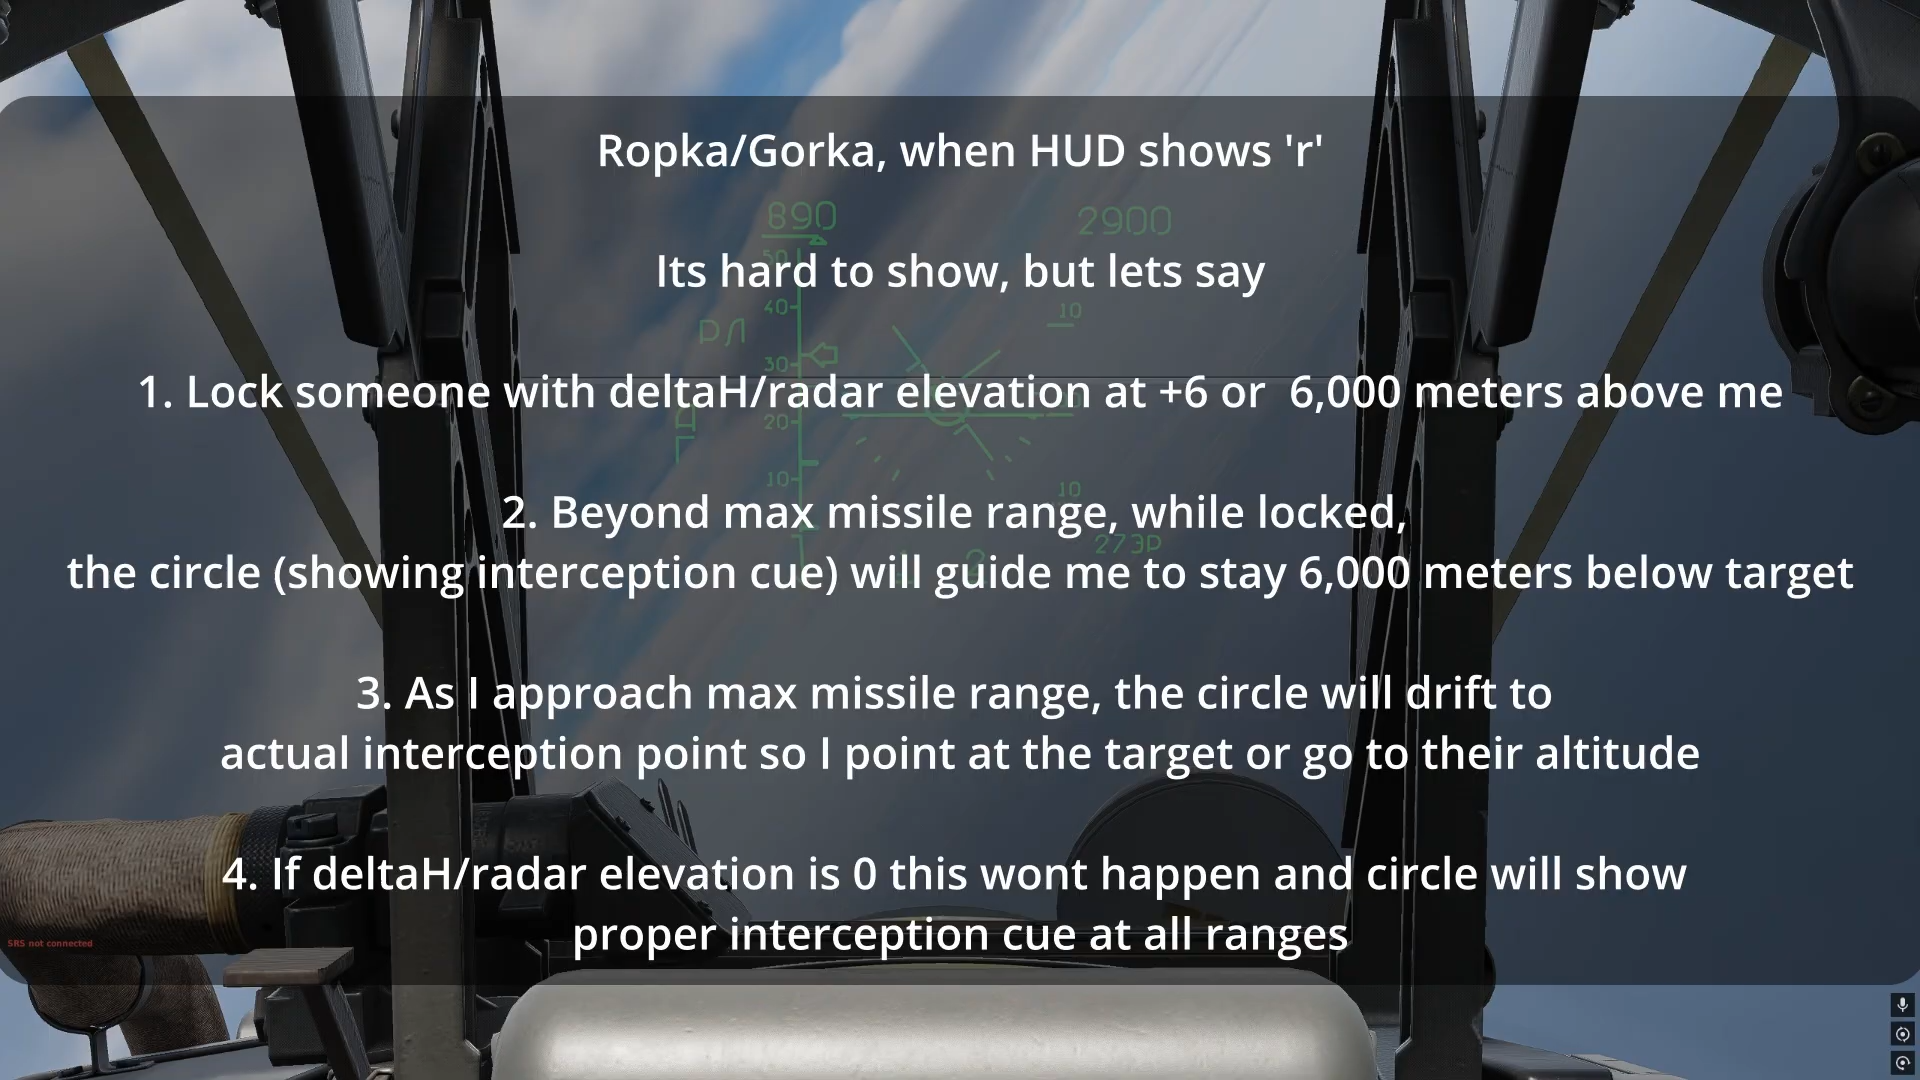 Ropka/Gorka, when HUD shows 'r'
890
2900
Its hard to show, but lets say
50
40
10
РЛ
30
1. Lock someone with deltaH/radar elevation at +6 or 6,000 meters above me
20
ГД
10
10
2. Beyond max missile range, while locked,
27ЭР
the circle (showing interception cue) will guide me to stay 6,000 meters below target
3. As I approach max missile range, the circle will drift to
actual interception point so I point at the target or go to their altitude
4. If deltaH/radar elevation is 0 this wont happen and circle will show
proper interception cue at all ranges
SRS not connected